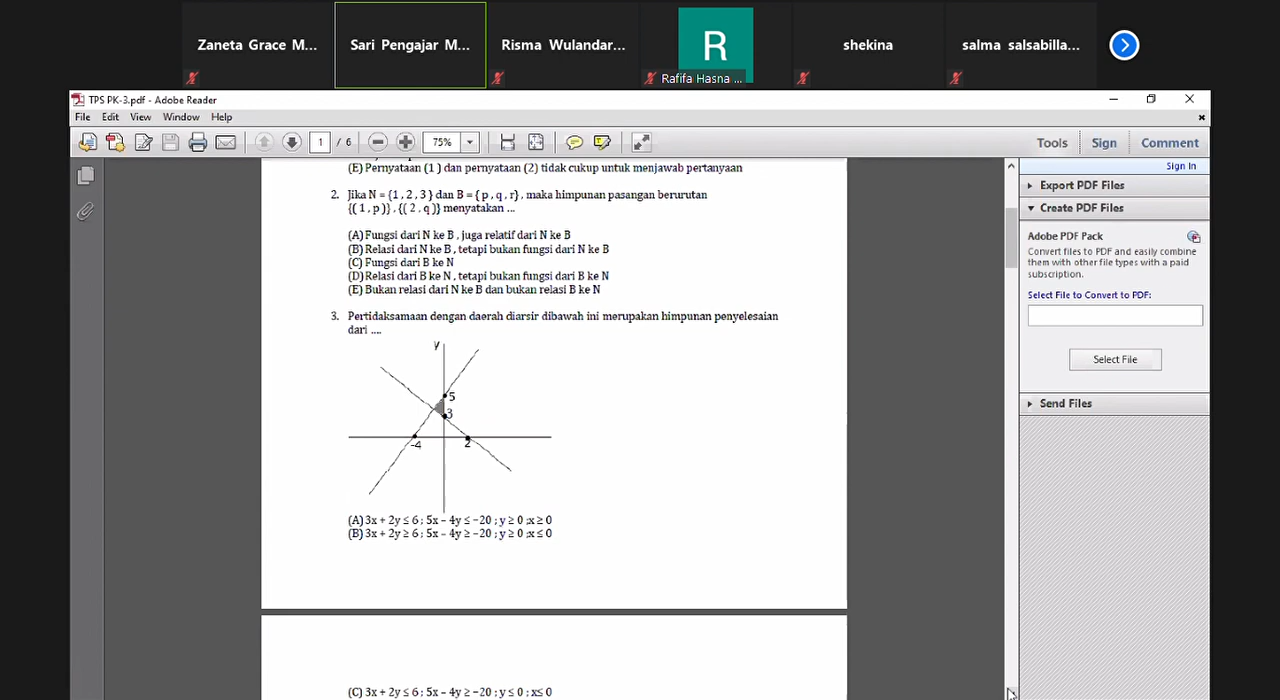 Zaneta Grace M...
Sari Pengajar M...
Risma Wulandar...
R
Rafifa Hasna ...
shekina
salma salsabilla...
TPS PK-3.pdf - Adobe Reader
File Edit View Window Help
1 / 6
75%
Tools Sign Comment
Sign In
Export PDF Files
Create PDF Files
Adobe PDF Pack
Convert files to PDF and easily combine
them with other file types with a paid
subscription.
Select File to Convert to PDF:
Select File
Send Files
(E) Pernyataan (1 ) dan pernyataan (2) tidak cukup untuk menjawab pertanyaan
2. Jika N = {1 , 2 , 3 } dan B = { p , q , r} , maka himpunan pasangan berurutan
{( 1 , p )} , {( 2 , q )} menyatakan ...
(A) Fungsi dari N ke B , juga relatif dari N ke B
(B) Relasi dari N ke B , tetapi bukan fungsi dari N ke B
(C) Fungsi dari B ke N
(D) Relasi dari B ke N , tetapi bukan fungsi dari B ke N
(E) Bukan relasi dari N ke B dan bukan relasi B ke N
3. Pertidaksamaan dengan daerah diarsir dibawah ini merupakan himpunan penyelesaian
dari ....
y
5
3
-4
2
(A) 3x + 2y ≤ 6 ; 5x – 4y ≤ –20 ; y ≥ 0 ;x ≥ 0
(B) 3x + 2y ≥ 6 ; 5x – 4y ≥ –20 ; y ≥ 0 ;x ≤ 0
(C) 3x + 2y ≤ 6 ; 5x – 4y ≥ –20 ; y ≤ 0 ; x≤ 0